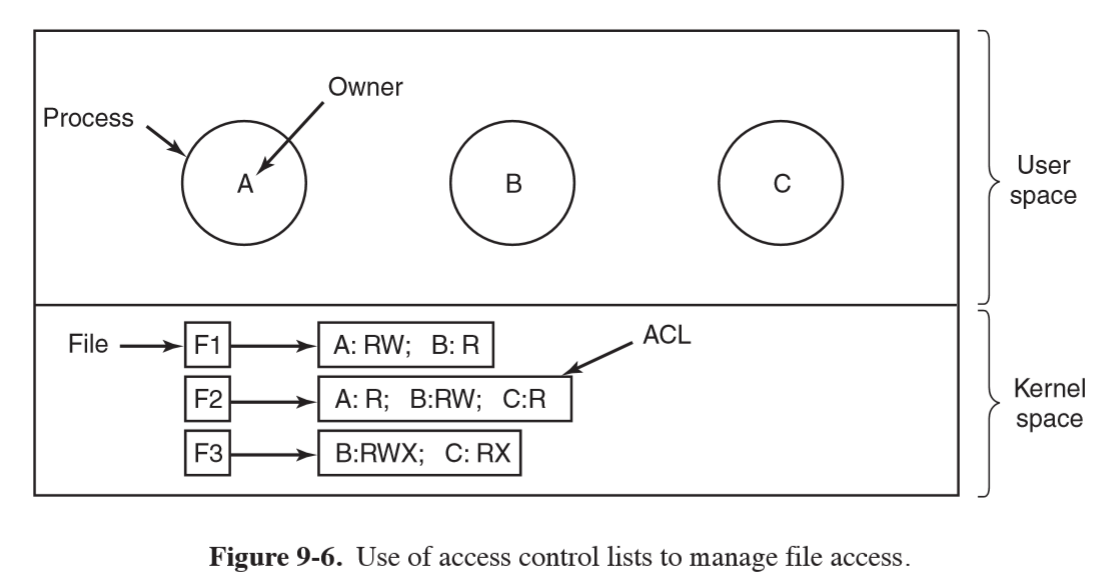 Owner
Process
A
B
C
User
space
File
F1
A: RW; B: R
ACL
F2
A: R; B:RW; C:R
F3
B:RWX; C: RX
Kernel
space
Figure 9-6. Use of access control lists to manage file access.